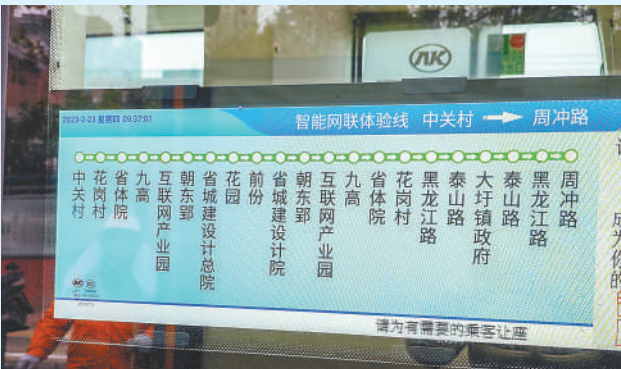 2023-2-23 星期四 09:37:01
智能网联体验线 中关村 周冲路
中关村
花岗村
省体院
九高
互联网产业园
朝东郢
省城建设计总院
花园
前份
省城建设计院
朝东郢
互联网产业园
九高
省体院
花岗村
黑龙江路
泰山路
大圩镇政府
泰山路
黑龙江路
周冲路
请为有需要的乘客让座
成为你的